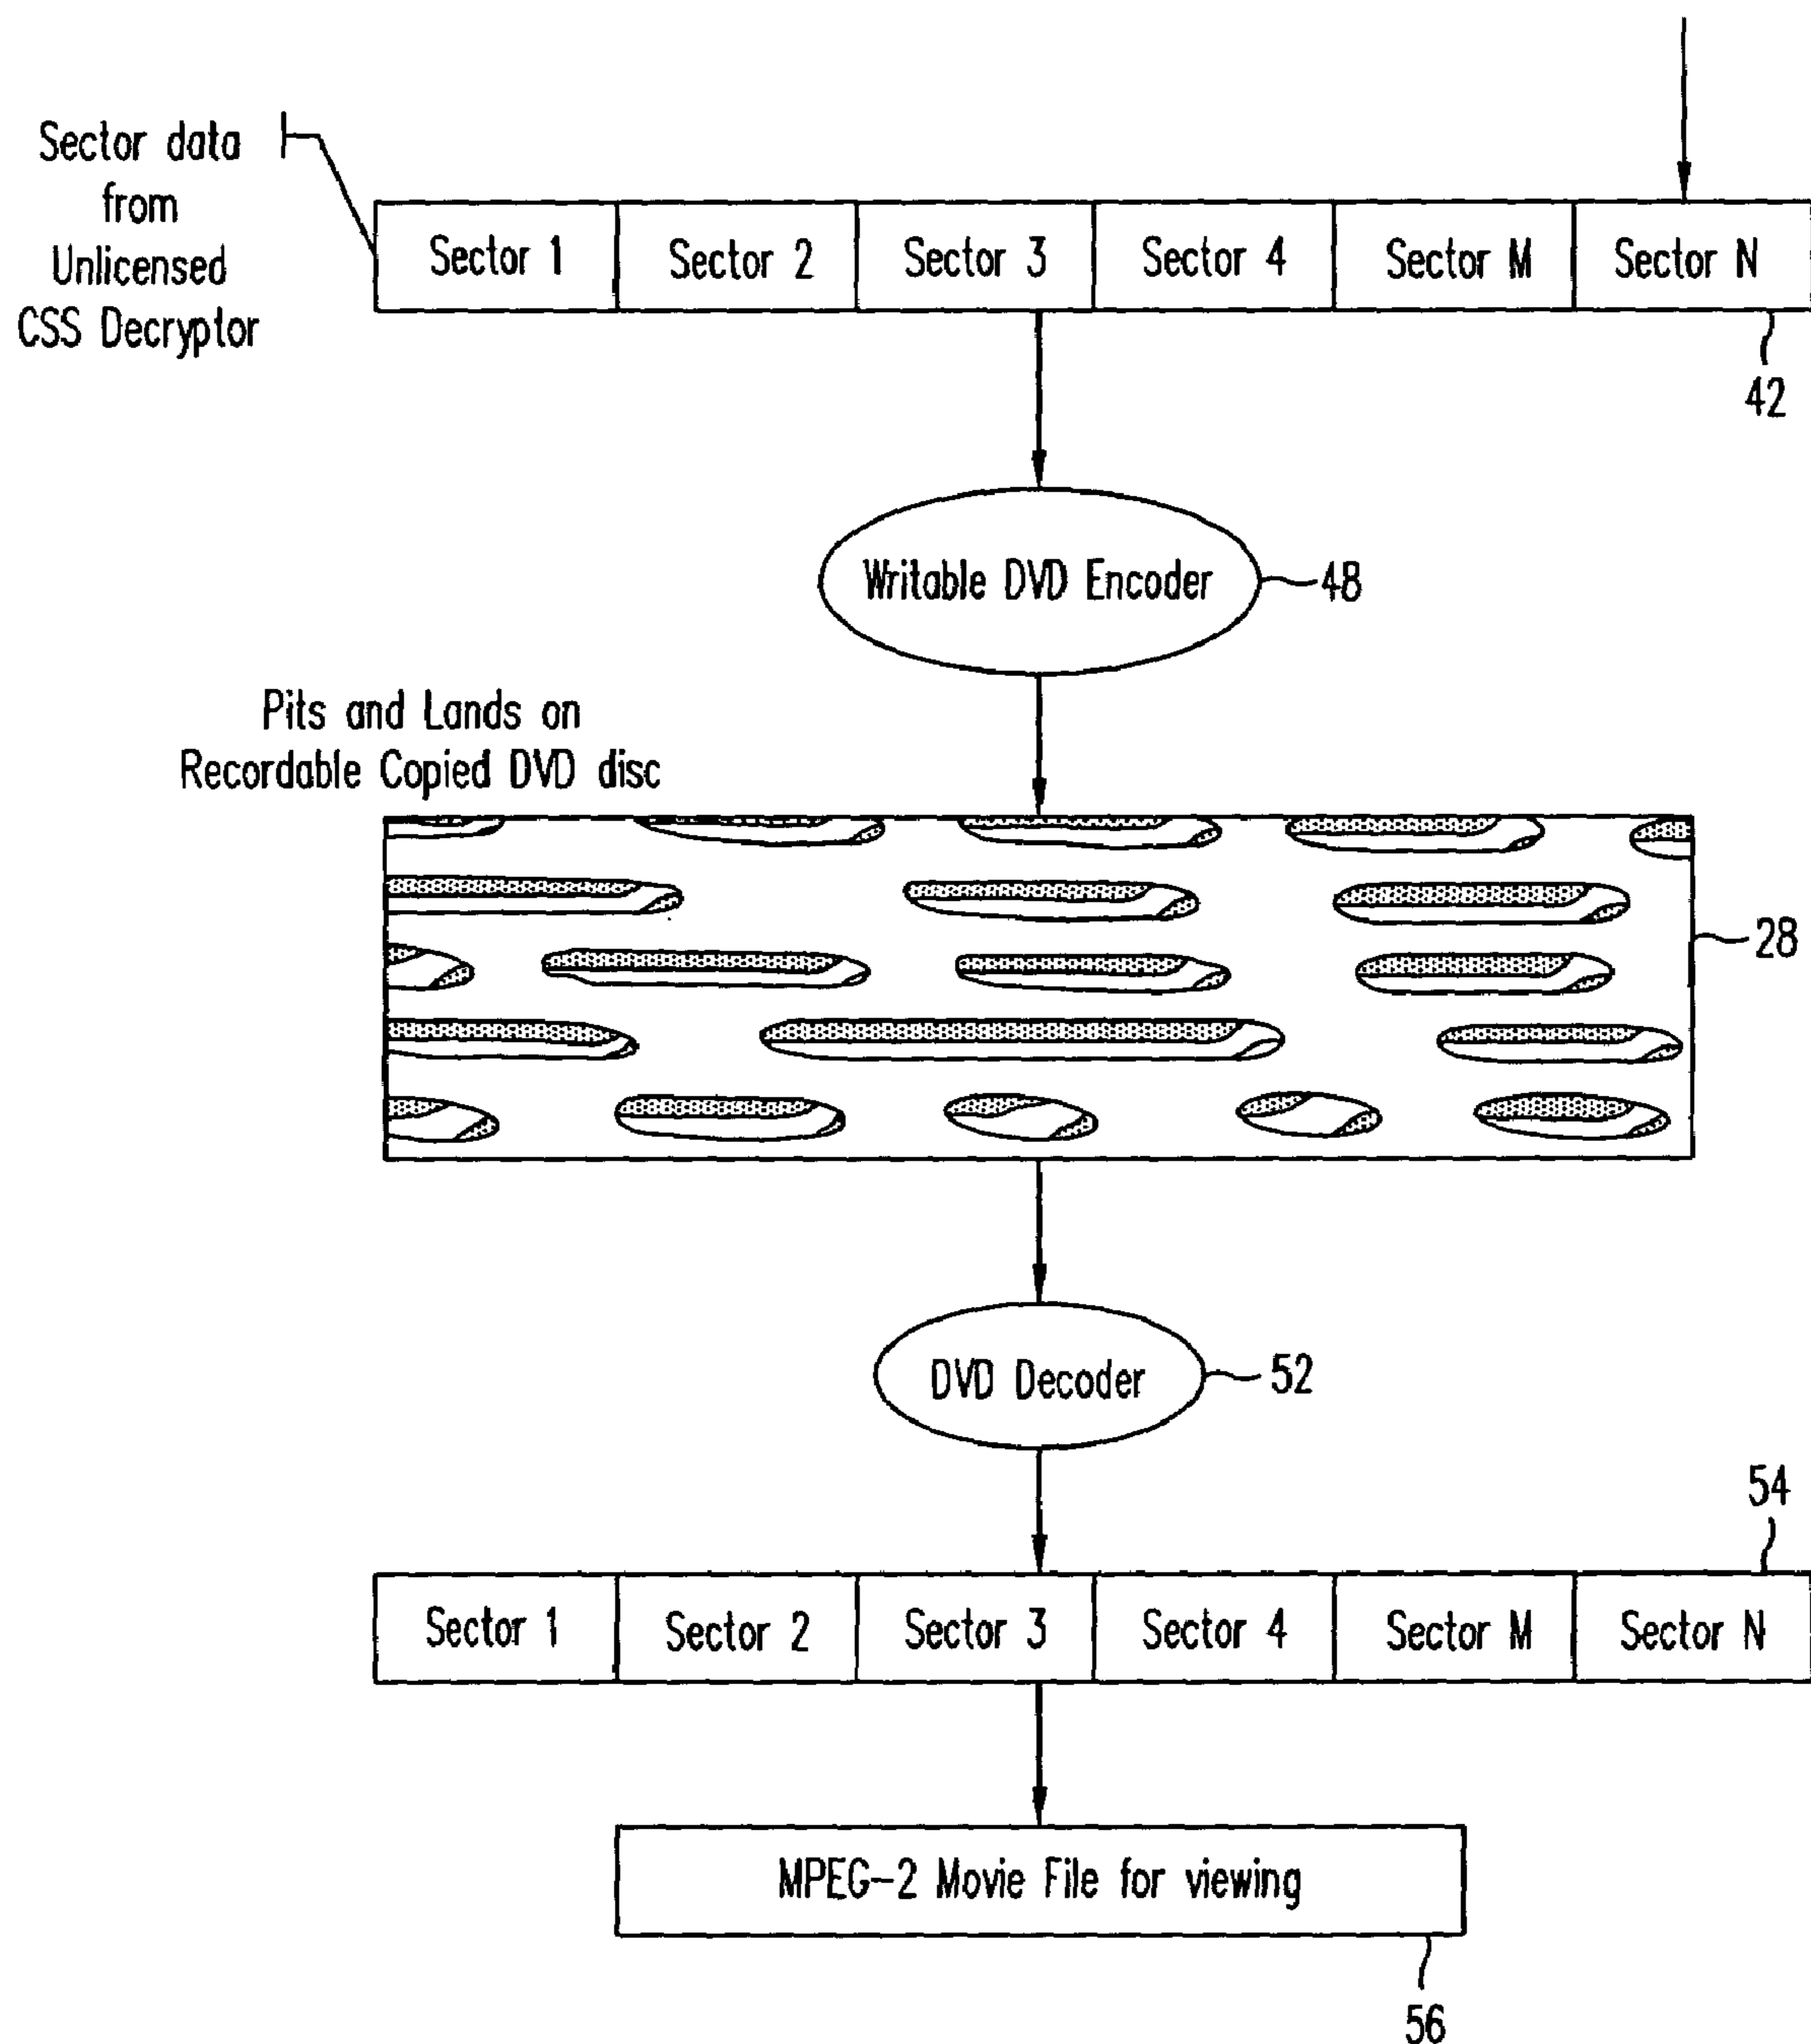 Sector data
from
Unlicensed
CSS Decryptor
Sector 1 Sector 2 Sector 3 Sector 4 Sector M Sector N
42
Writable DVD Encoder
48
Pits and Lands on
Recordable Copied DVD disc
28
DVD Decoder
52
54
Sector 1 Sector 2 Sector 3 Sector 4 Sector M Sector N
MPEG-2 Movie File for viewing
56